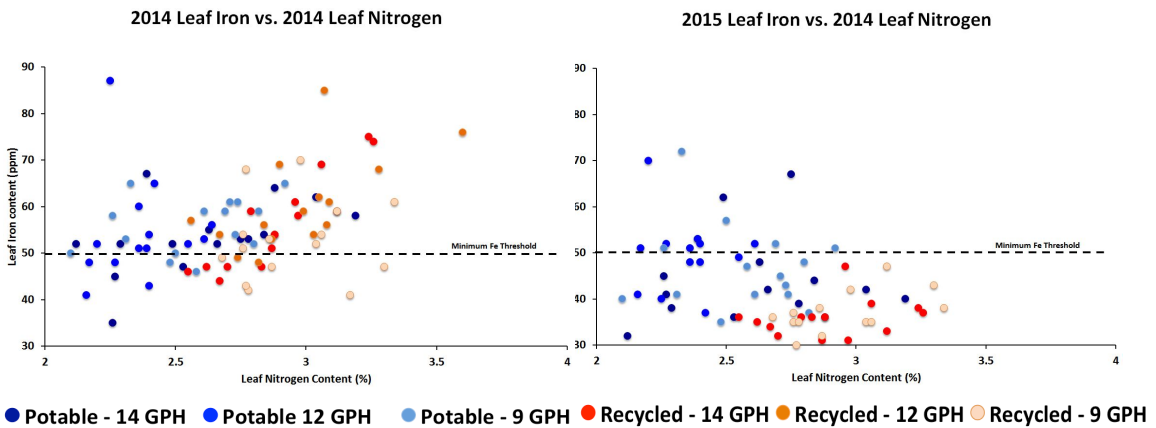 2014 Leaf Iron vs. 2014 Leaf Nitrogen
90
80
70
60
50
40
30
2
2.5
3
3.5
4
Leaf Iron content (ppm)
Leaf Nitrogen Content (%)
Minimum Fe Threshold
2015 Leaf Iron vs. 2014 Leaf Nitrogen
90
80
70
60
50
40
30
2
2.5
3
3.5
4
Leaf Nitrogen Content (%)
Minimum Fe Threshold
Potable - 14 GPH
Potable 12 GPH
Potable - 9 GPH
Recycled - 14 GPH
Recycled - 12 GPH
Recycled - 9 GPH